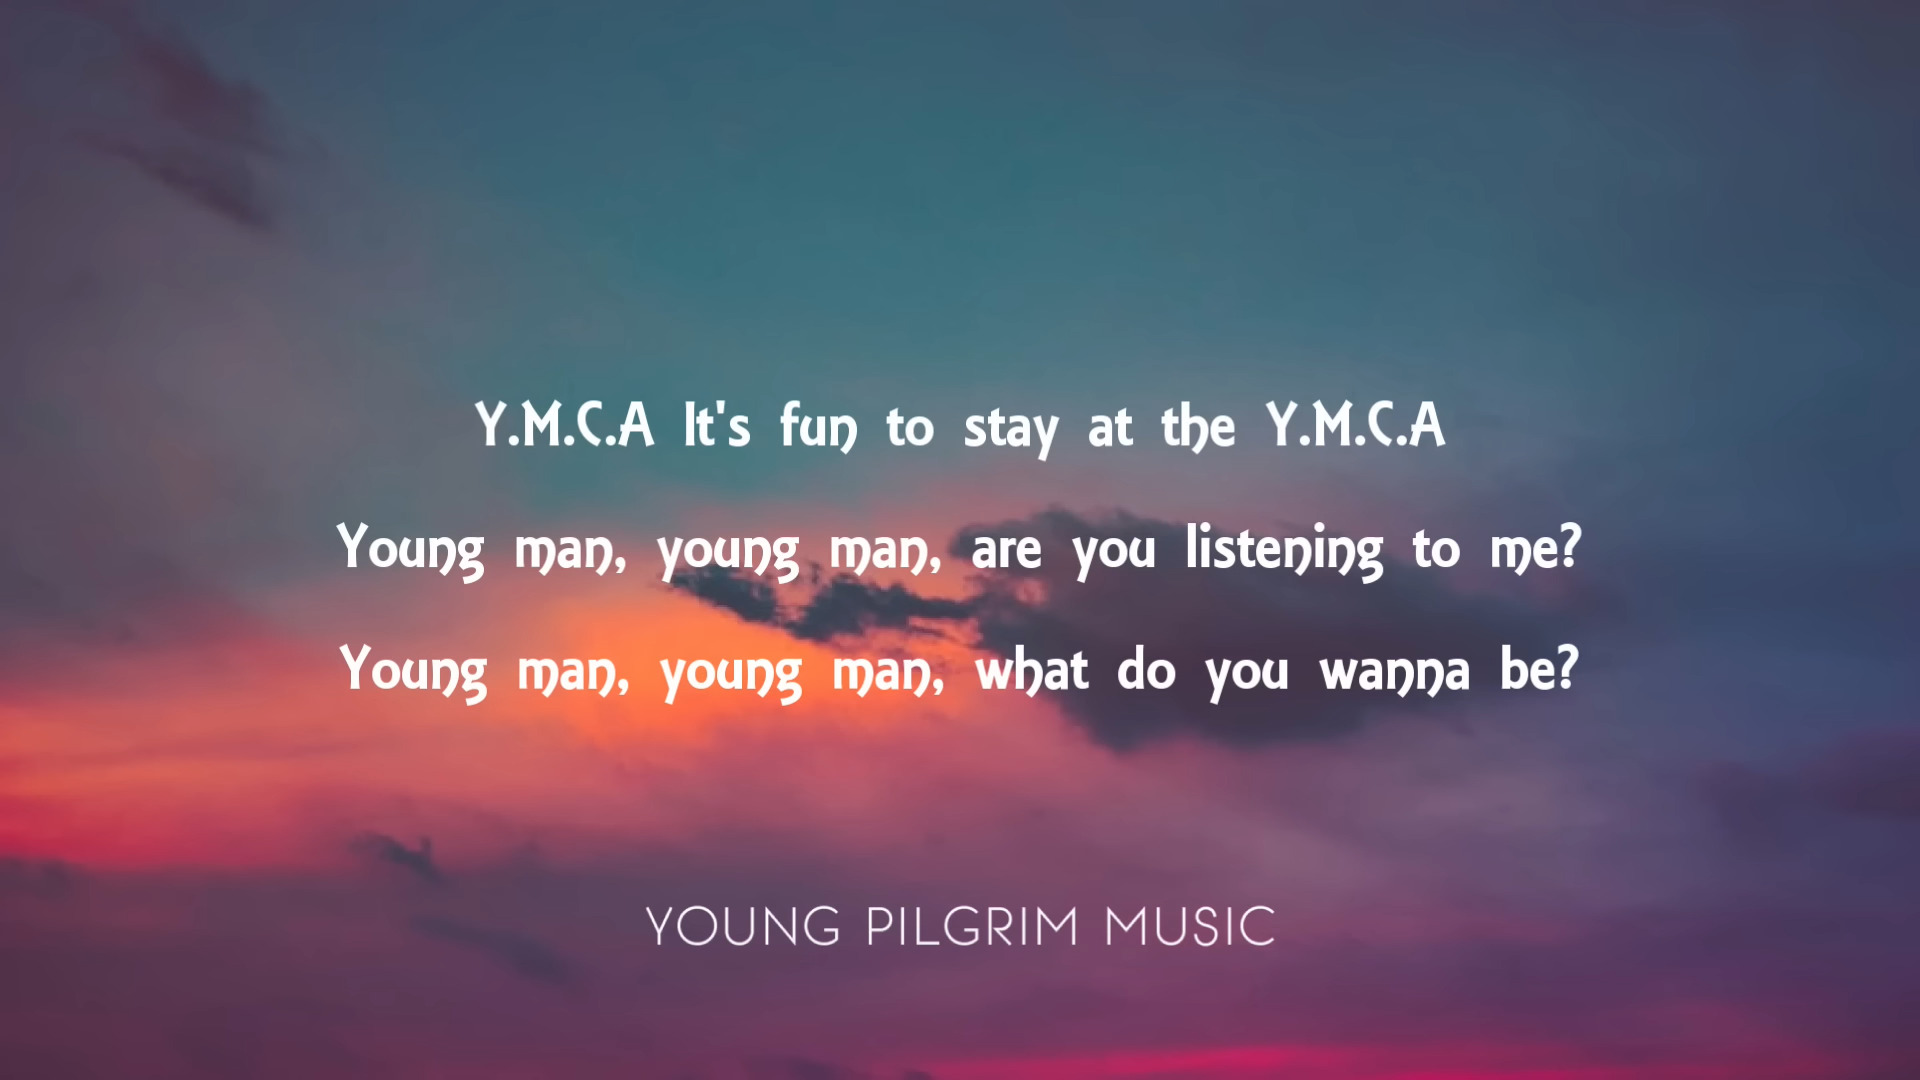 Y.M.C.A It's fun to stay at the Y.M.C.A
Young man, young man, are you listening to me?
Young man, young man, what do you wanna be?
YOUNG PILGRIM MUSIC